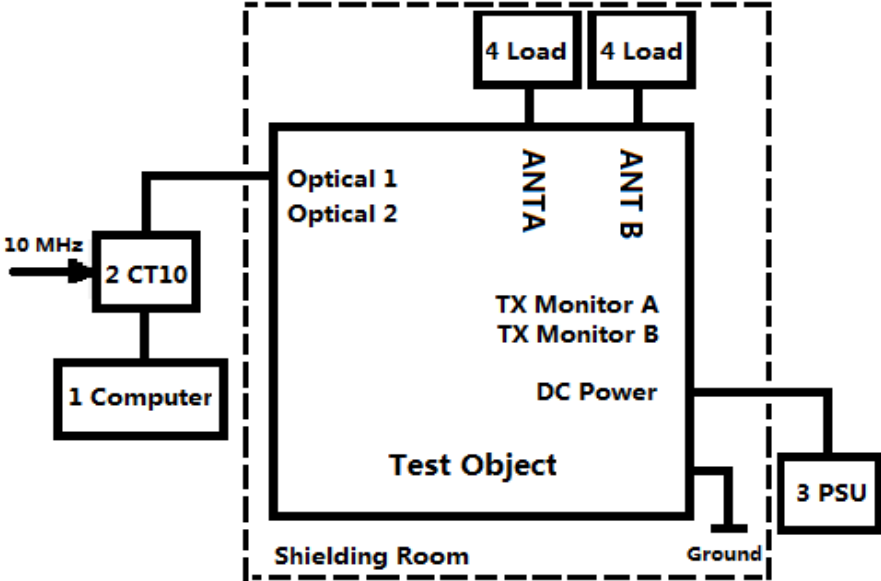 4 Load
4 Load
Optical 1
Optical 2
ANTA
ANT B
10 MHz
2 CT10
TX Monitor A
TX Monitor B
1 Computer
DC Power
Test Object
3 PSU
Shielding Room
Ground